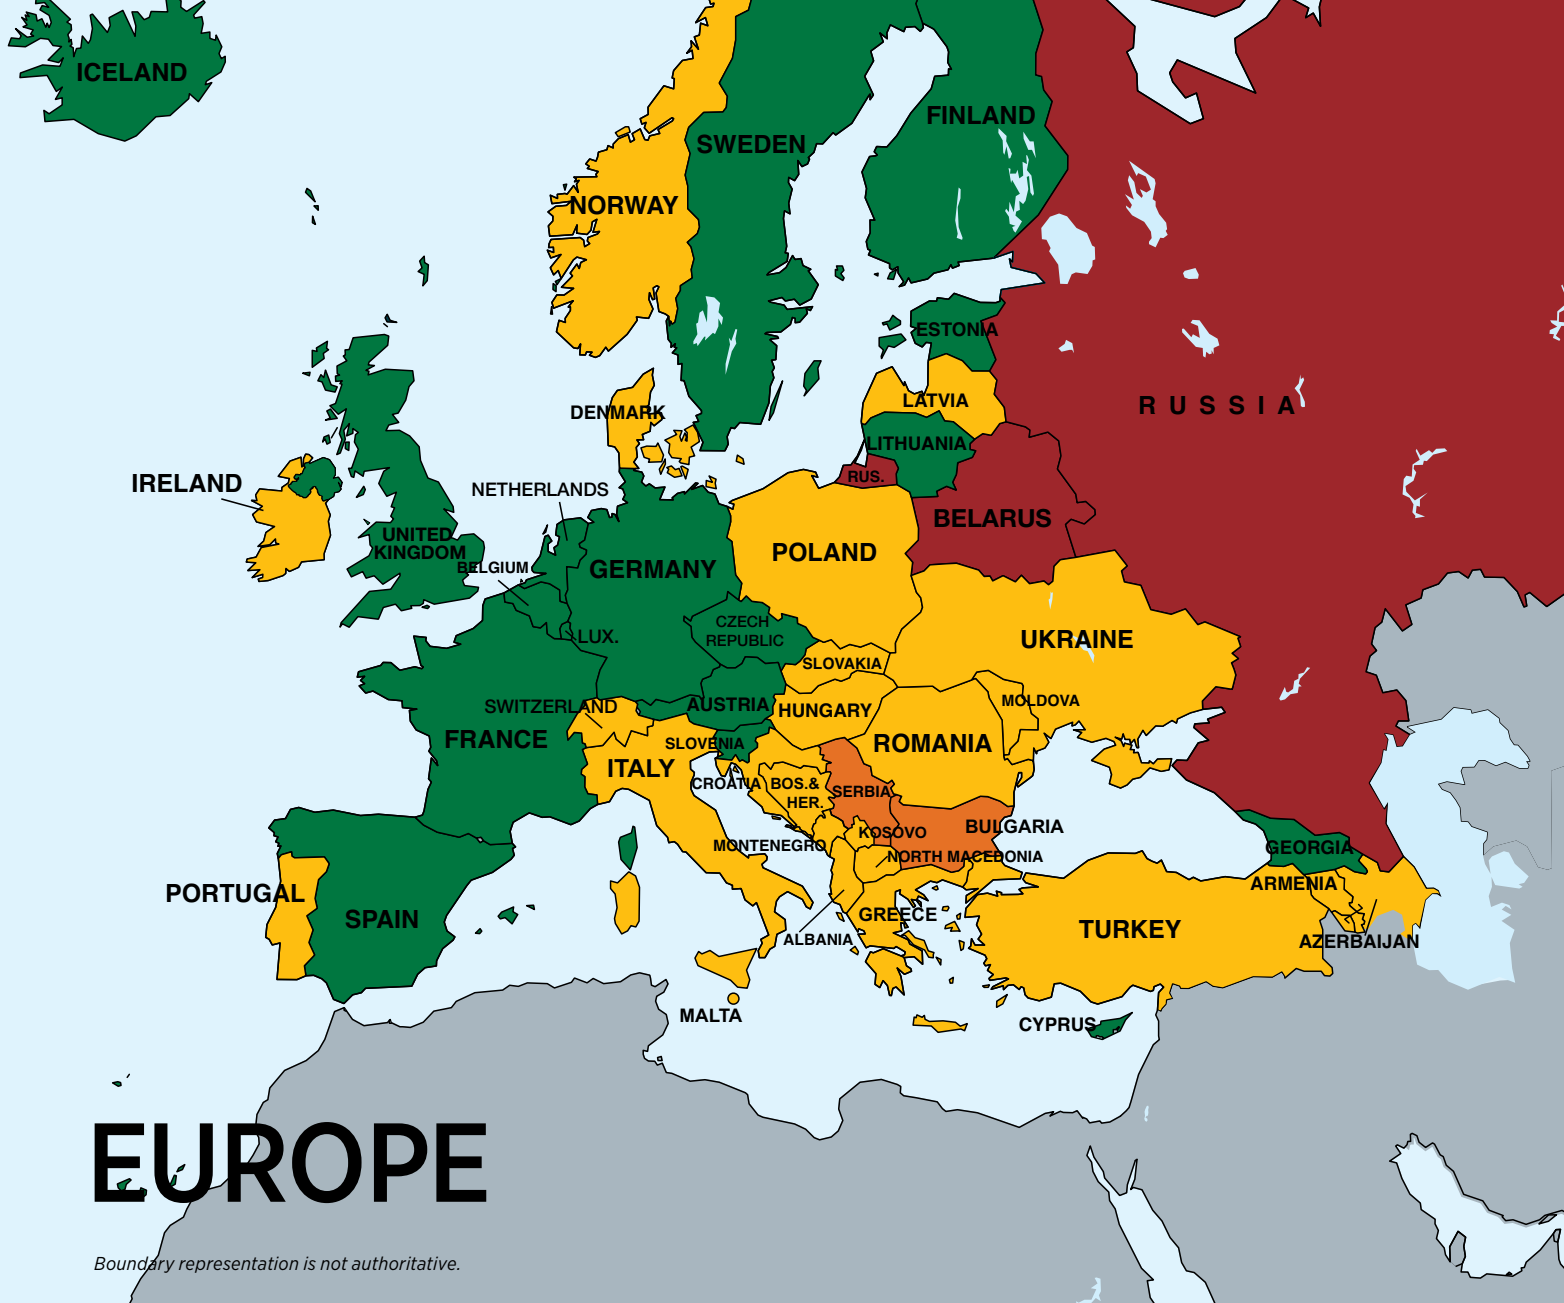 ICELAND
FINLAND
SWEDEN
NORWAY
ESTONIA
LATVIA
RUSSIA
DENMARK
LITHUANIA
RUS.
IRELAND
NETHERLANDS
BELARUS
UNITED
KINGDOM
BELGIUM
GERMANY
POLAND
CZECH
REPUBLIC
LUX.
UKRAINE
SLOVAKIA
SWITZERLAND
AUSTRIA
HUNGARY
MOLDOVA
FRANCE
SLOVENIA
ROMANIA
ITALY
CROATIA
BOS.&
HER.
SERBIA
KOSOVO
BULGARIA
MONTENEGRO
NORTH MACEDONIA
GEORGIA
ARMENIA
PORTUGAL
SPAIN
GREECE
TURKEY
ALBANIA
AZERBAIJAN
MALTA
CYPRUS
EUROPE
Boundary representation is not authoritative.